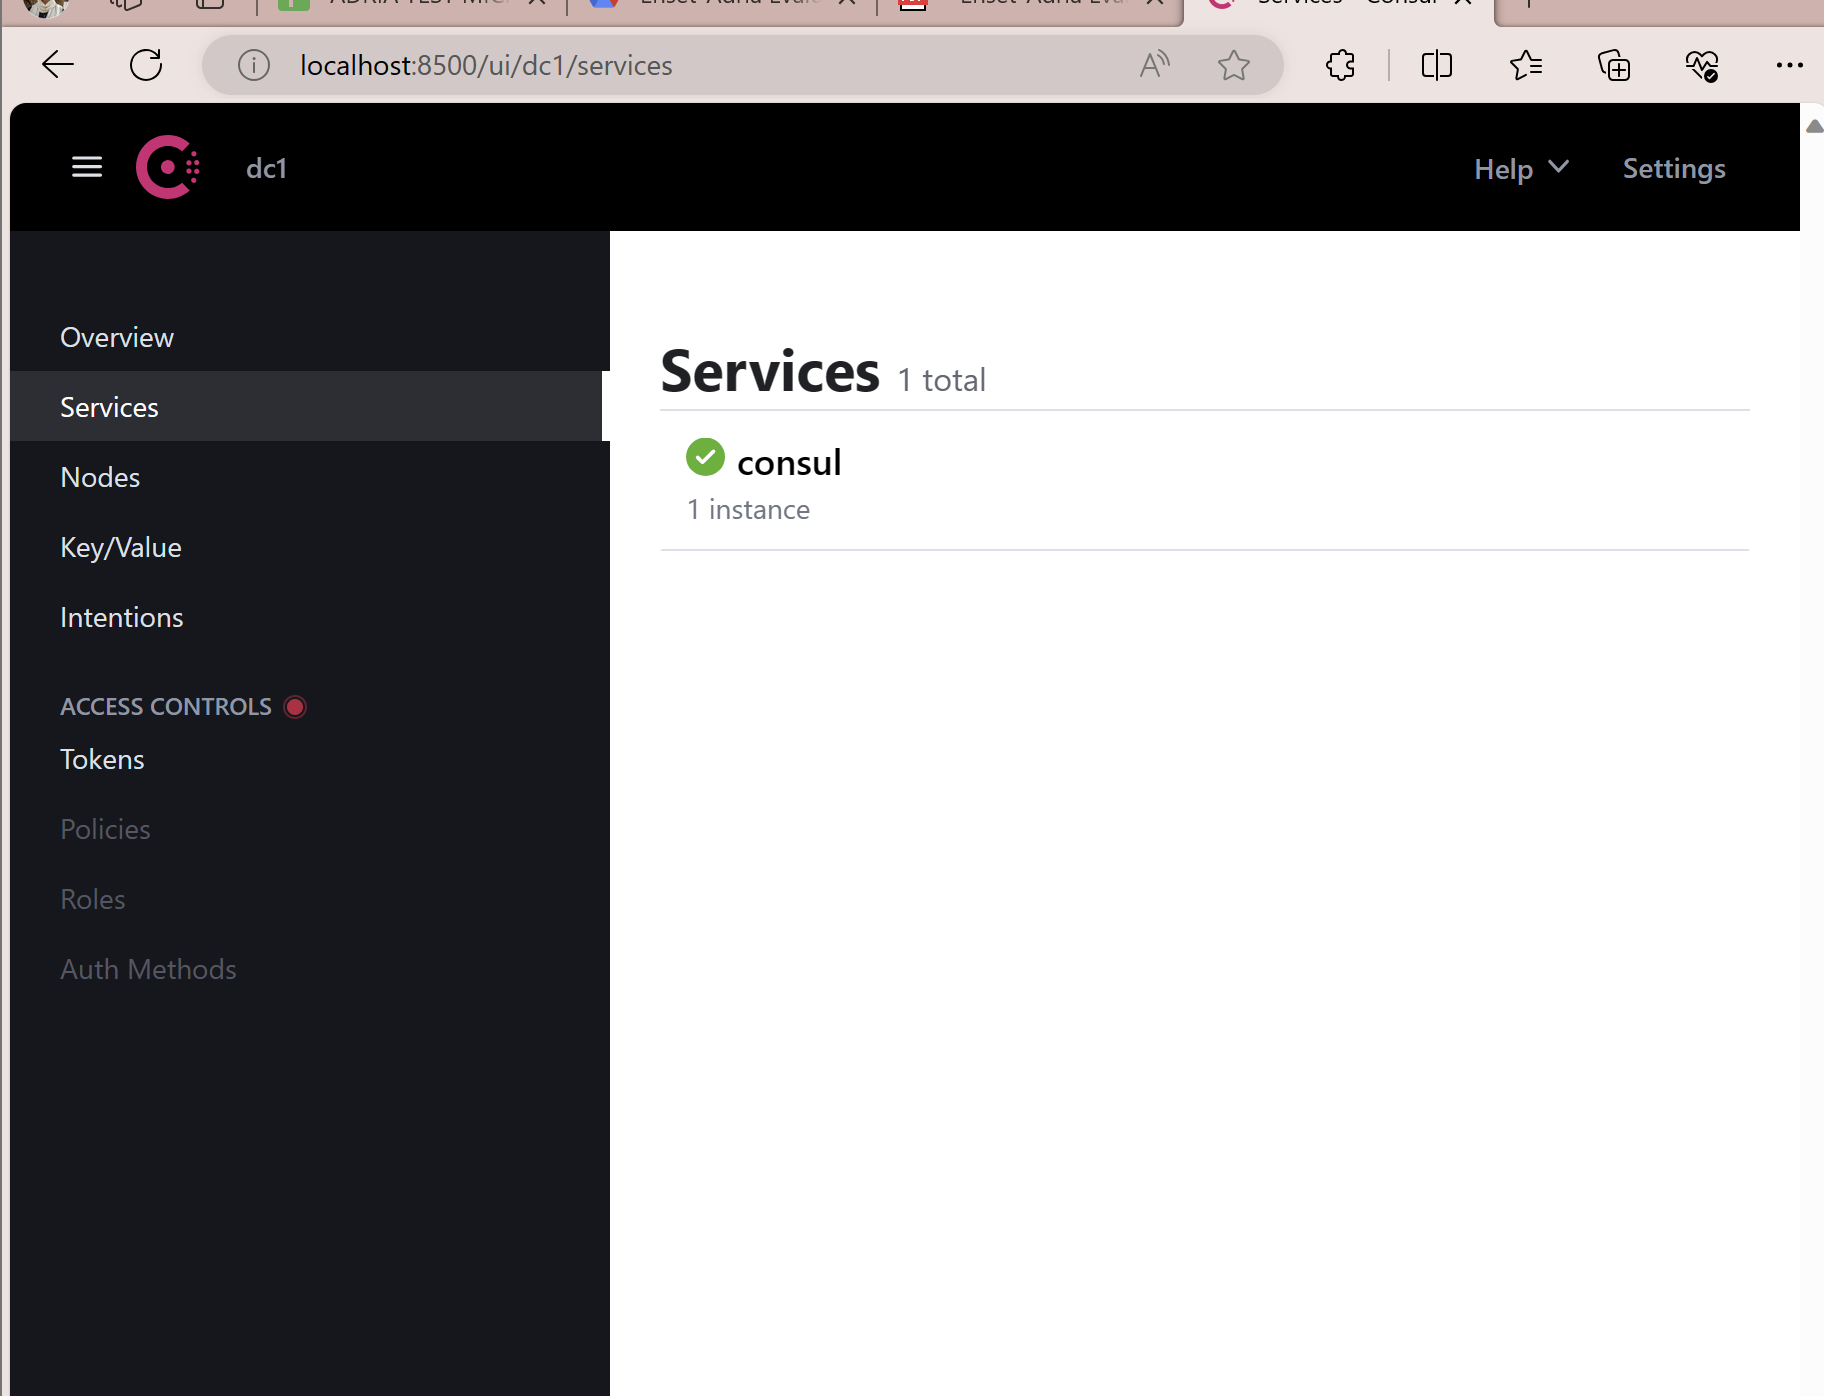 localhost:8500/ui/dc1/services
dc1
Help
Settings
Overview
Services
Nodes
Key/Value
Intentions
ACCESS CONTROLS
Tokens
Policies
Roles
Auth Methods
Services 1 total
consul
1 instance